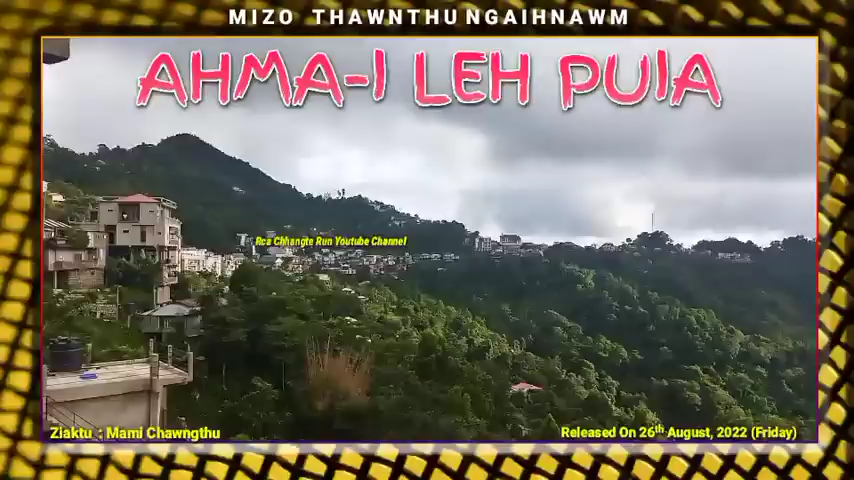 MIZO THAWNTHU NGAIHNAWM
AHMA-I LEH PUIA
Rca Chhangte Run Youtube Channel
Ziaktu : Mami Chawngthu
Released On 26th August, 2022 (Friday)